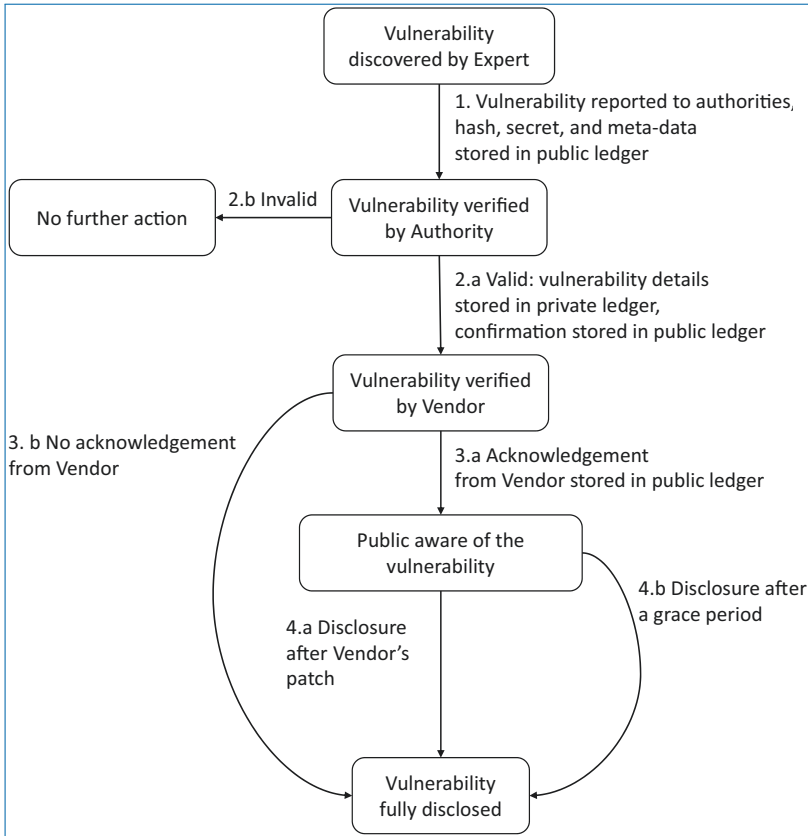 Vulnerability
discovered by Expert
1. Vulnerability reported to authorities,
hash, secret, and meta-data
stored in public ledger
2.b Invalid
No further action
Vulnerability verified
by Authority
2.a Valid: vulnerability details
stored in private ledger,
confirmation stored in public ledger
Vulnerability verified
by Vendor
3. b No acknowledgement
from Vendor
3.a Acknowledgement
from Vendor stored in public ledger
Public aware of the
vulnerability
4.b Disclosure after
a grace period
4.a Disclosure
after Vendor’s
patch
Vulnerability
fully disclosed